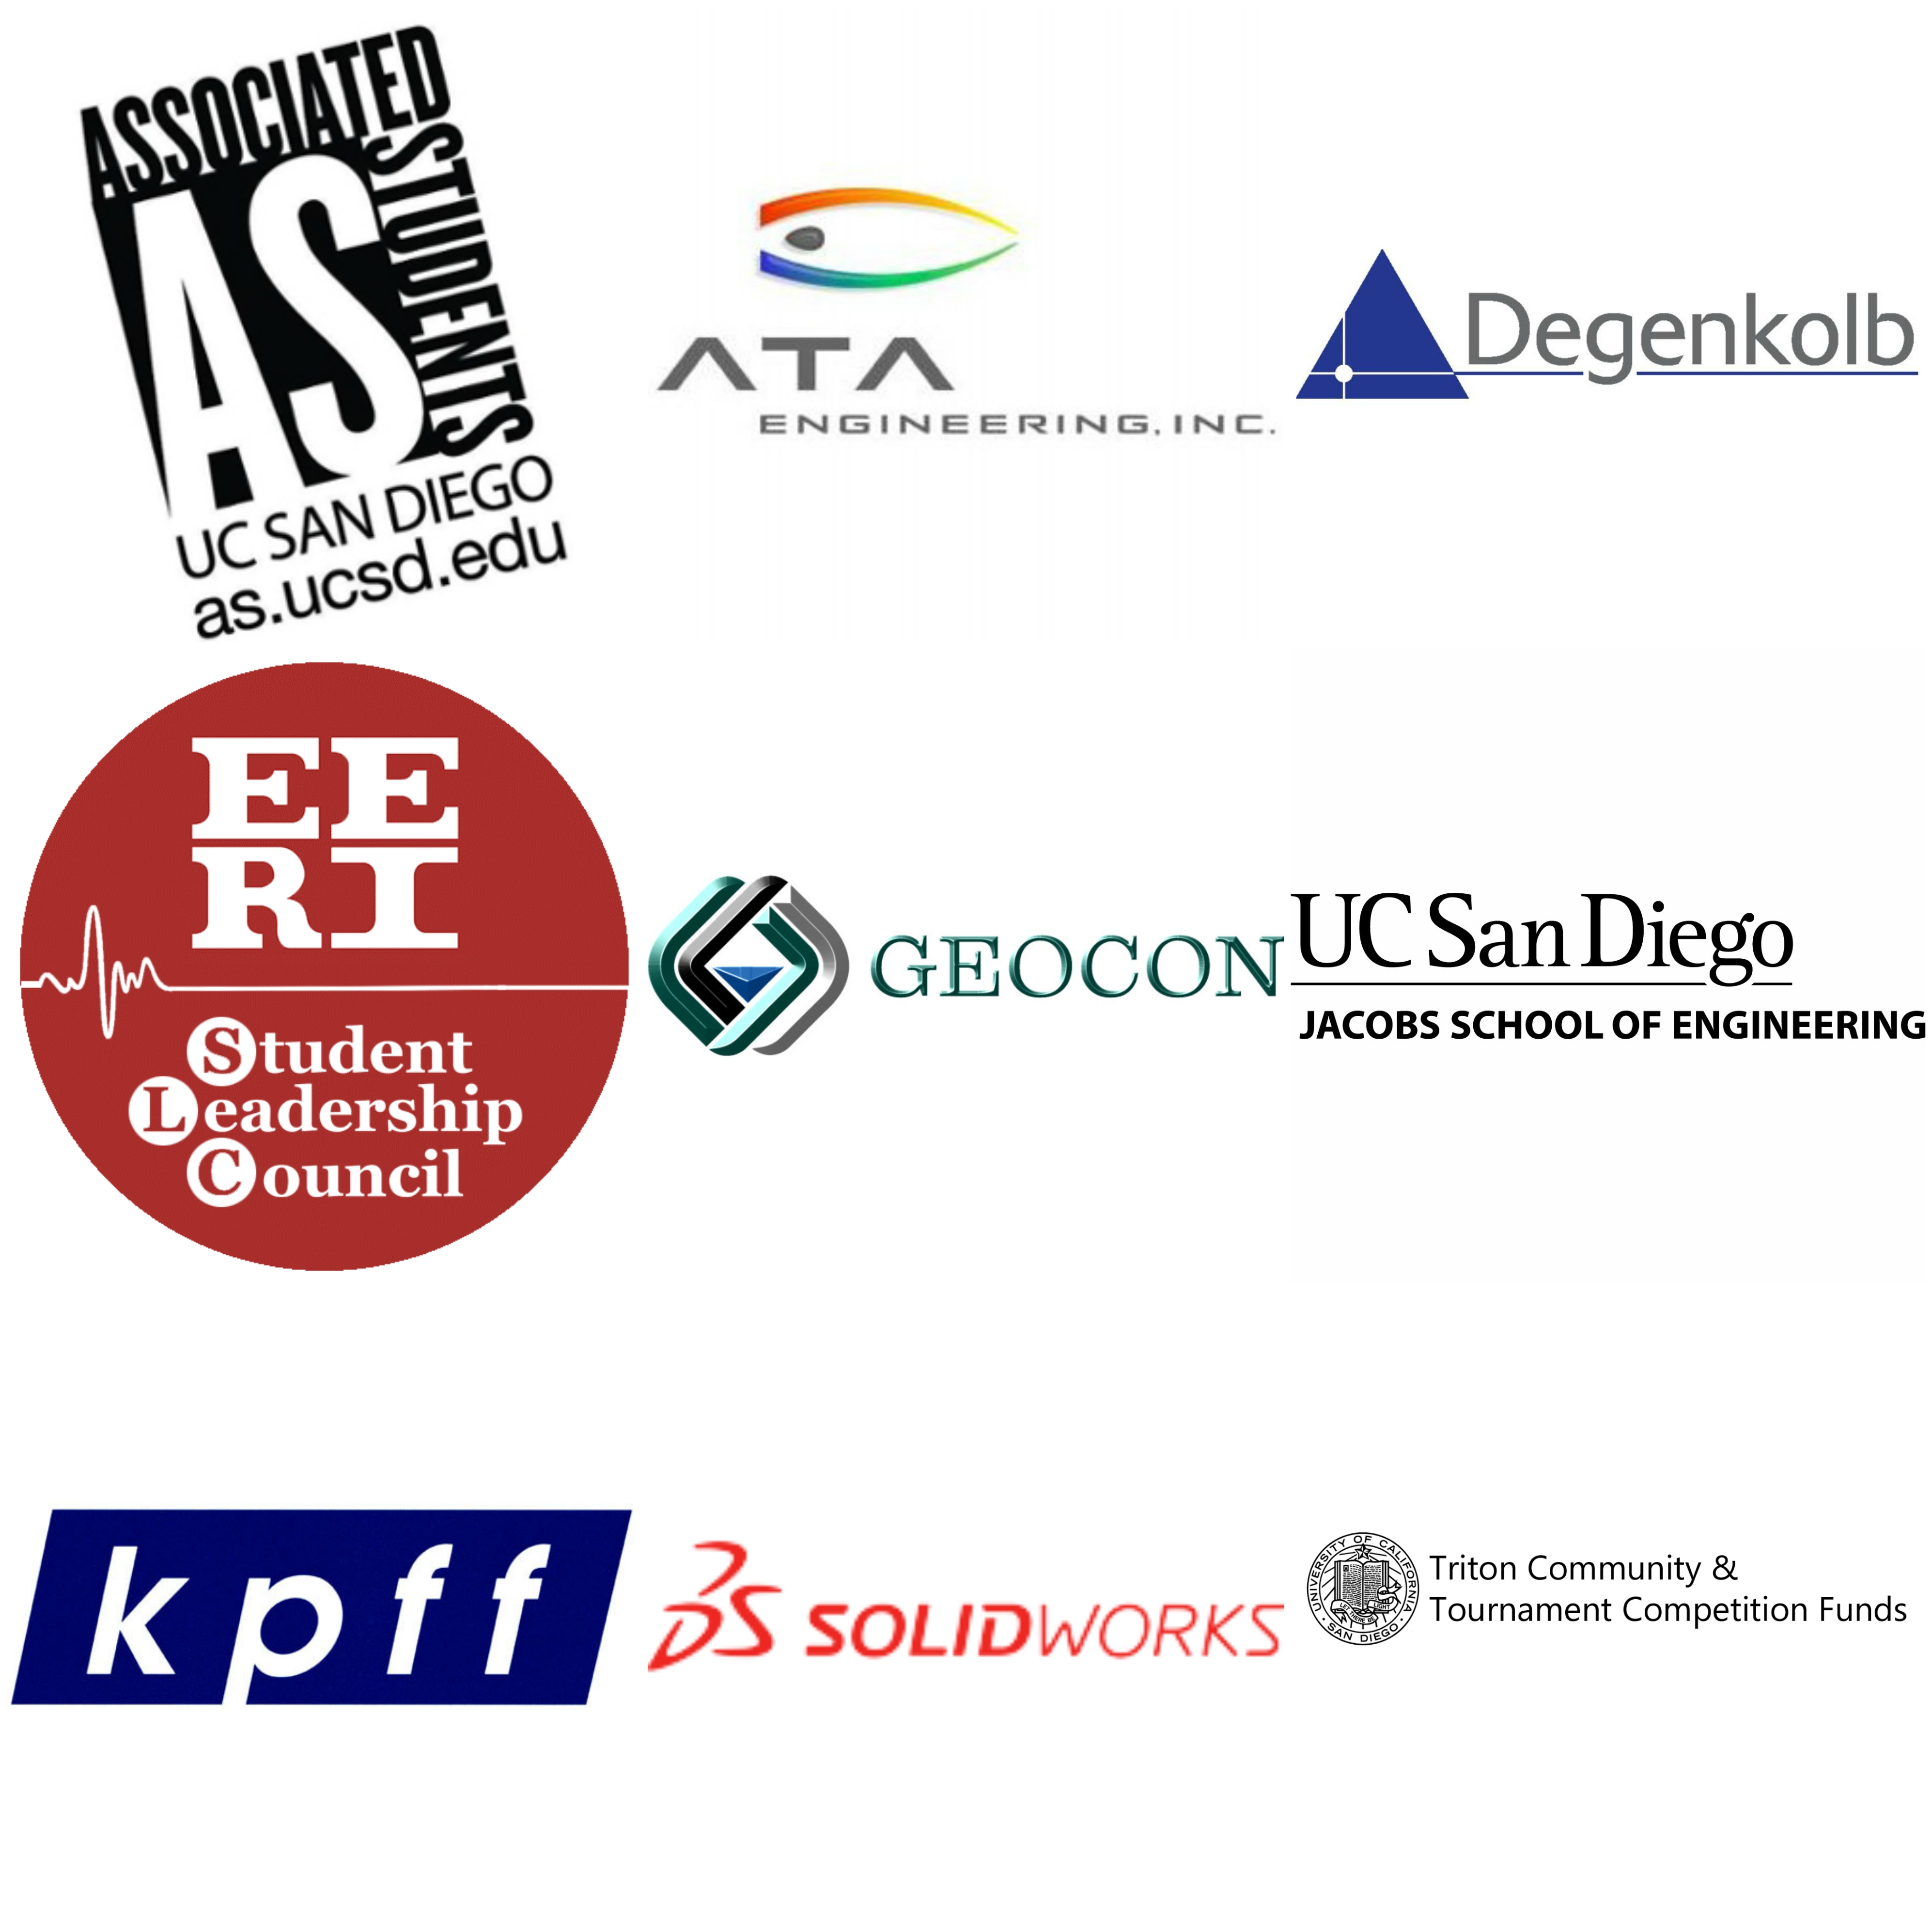 ASSOCIATED
STUDENTS
AS
UC SAN DIEGO
as.ucsd.edu
ATA
ENGINEERING, INC.
Degenkolb
EE
RI
Student
Leadership
Council
GEOCON
UC San Diego
JACOBS SCHOOL OF ENGINEERING
kpff
DS SOLIDWORKS
UNIVERSITY OF CALIFORNIA
SAN DIEGO
Triton Community &
Tournament Competition Funds